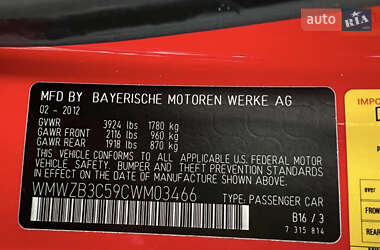 auto RIA
MFD BY BAYERISCHE MOTOREN WERKE AG
02 - 2012
GVWR 3924 lbs 1780 kg
GAWR FRONT 2116 lbs 960 kg
GAWR REAR 1918 lbs 870 kg
THIS VEHICLE CONFORMS TO ALL APPLICABLE
U.S. FEDERAL MOTOR VEHICLE SAFETY, BUMPER
AND THEFT PREVENTION STANDARDS IN EFFECT
ON THE DATE OF MANUFACTURE SHOWN ABOVE.
WMWZB3C59CWM03466
TYPE: PASSENGER CAR
B16 / 3
7 315 814
IMPO